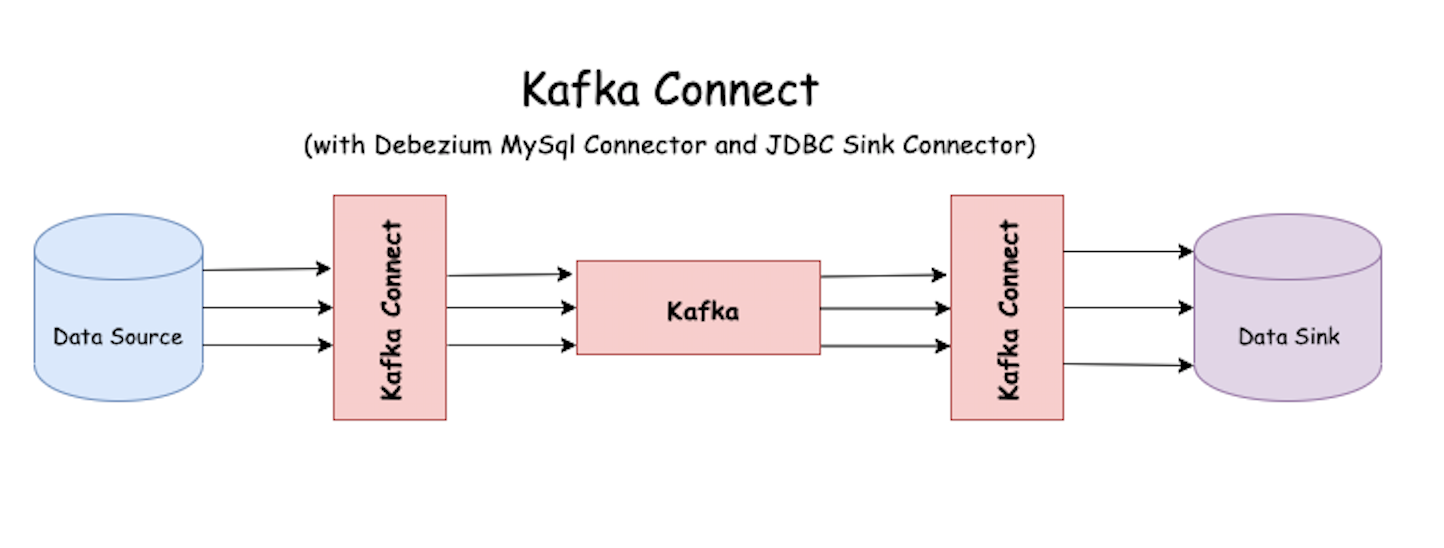 Kafka Connect
(with Debezium MySql Connector and JDBC Sink Connector)
Data Source
Kafka Connect
Kafka
Kafka Connect
Data Sink